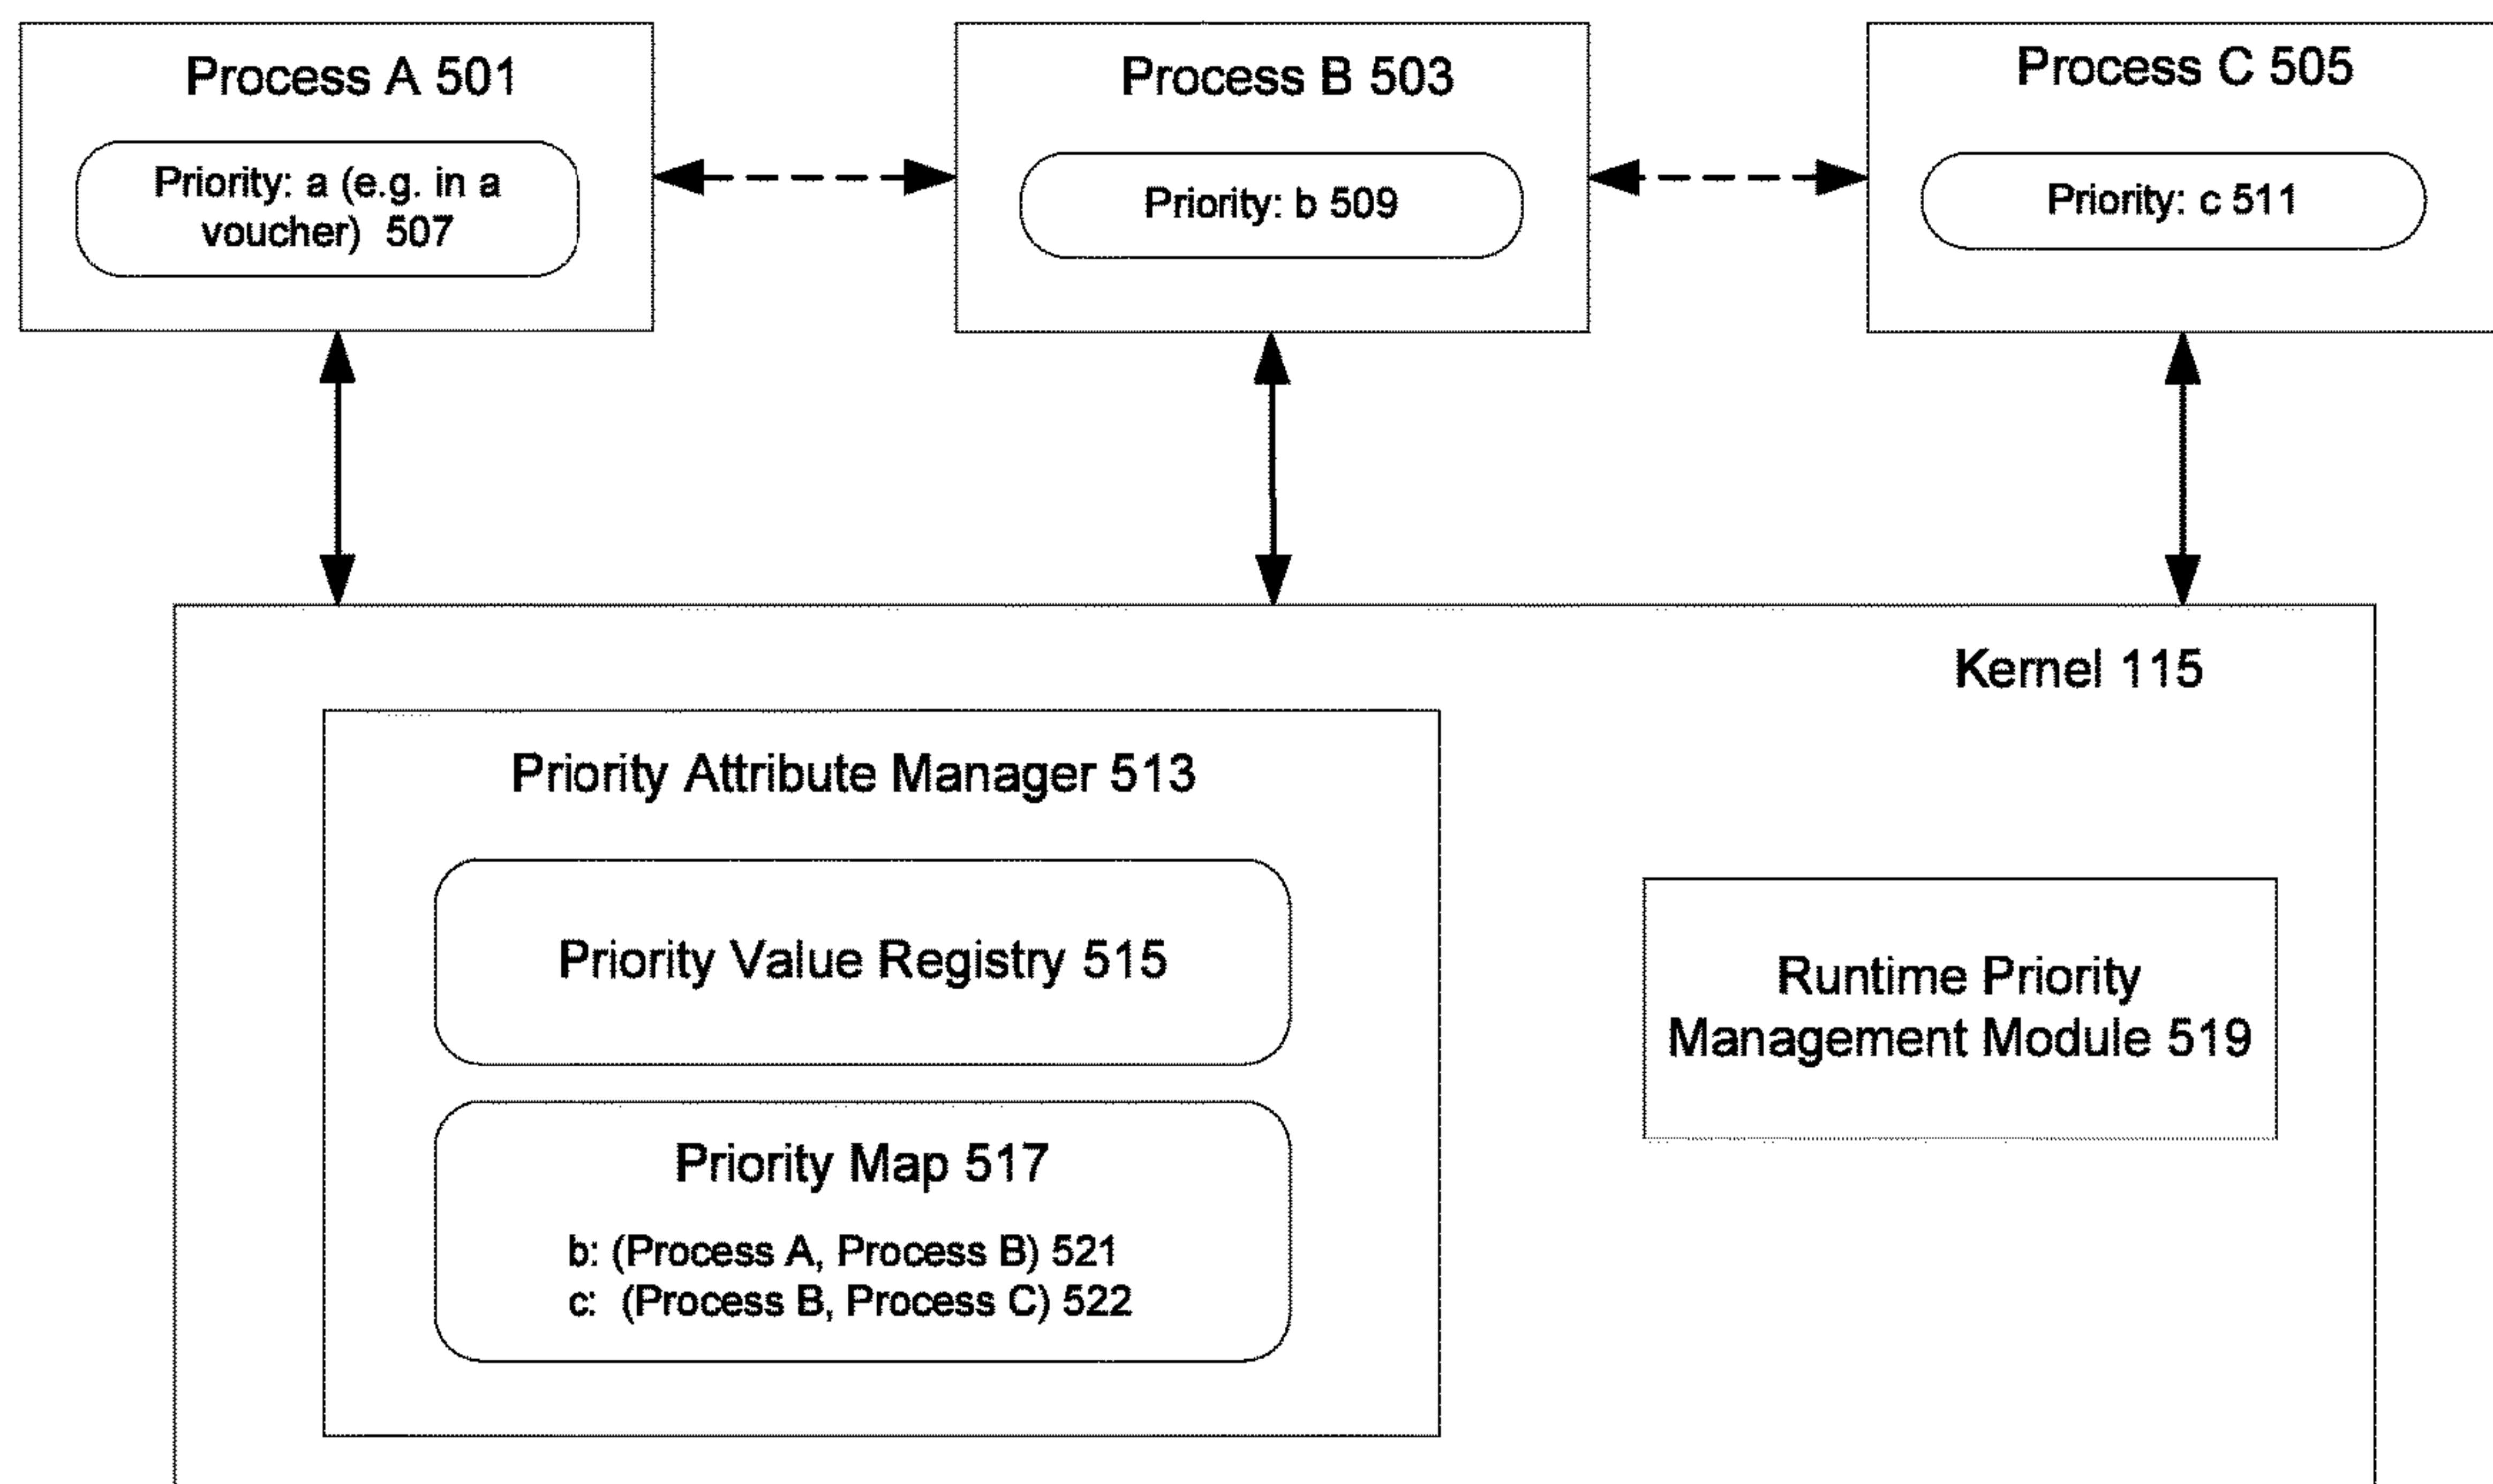 Process A 501
Priority: a (e.g. in a
voucher) 507
Process B 503
Priority: b 509
Process C 505
Priority: c 511
Kernel 115
Priority Attribute Manager 513
Priority Value Registry 515
Priority Map 517
b: (Process A, Process B) 521
c: (Process B, Process C) 522
Runtime Priority
Management Module 519